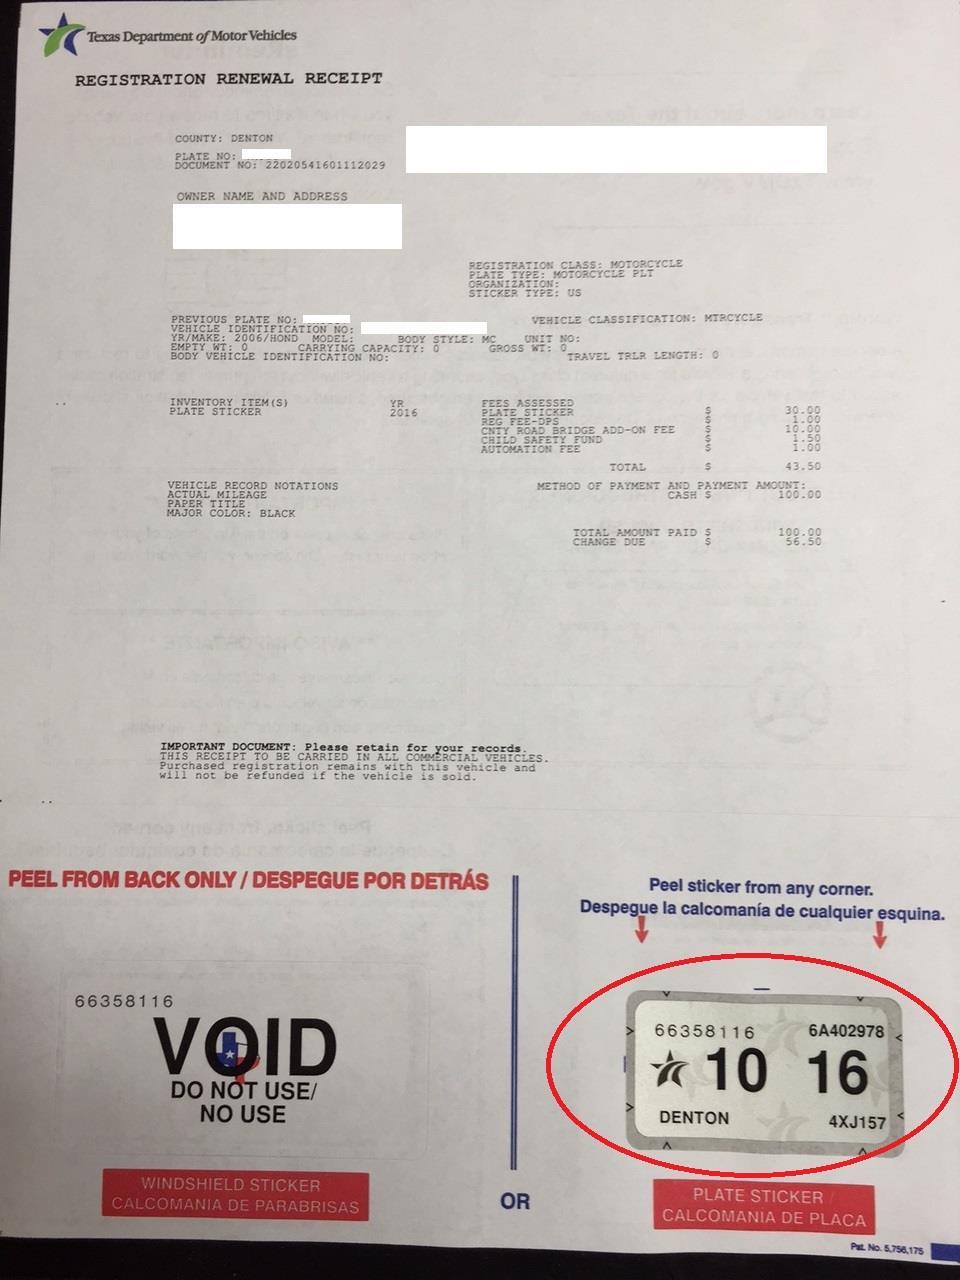 Texas Department of Motor Vehicles
REGISTRATION RENEWAL RECEIPT
COUNTY: DENTON
PLATE NO:
DOCUMENT NO: 22020541601112029
OWNER NAME AND ADDRESS
REGISTRATION CLASS: MOTORCYCLE
PLATE TYPE: MOTORCYCLE PLT
ORGANIZATION:
STICKER TYPE: US
PREVIOUS PLATE NO: VEHICLE CLASSIFICATION: MTRCYCLE
VEHICLE IDENTIFICATION NO:
YR/MAKE: 2006/HOND MODEL: BODY STYLE: MC UNIT NO:
EMPTY WT: 0 CARRYING CAPACITY: 0 GROSS WT: 0
BODY VEHICLE IDENTIFICATION NO: TRAVEL TRLR LENGTH: 0
INVENTORY ITEM(S) YR FEES ASSESSED
PLATE STICKER 2016 PLATE STICKER $ 30.00
REG FEE-DPS $ 1.00
CNTY ROAD BRIDGE ADD-ON FEE $ 10.00
CHILD SAFETY FUND $ 1.50
AUTOMATION FEE $ 1.00
TOTAL $ 43.50
VEHICLE RECORD NOTATIONS METHOD OF PAYMENT AND PAYMENT AMOUNT:
ACTUAL MILEAGE CASH $ 100.00
PAPER TITLE
MAJOR COLOR: BLACK
TOTAL AMOUNT PAID $ 100.00
CHANGE DUE $ 56.50
IMPORTANT DOCUMENT: Please retain for your records.
THIS RECEIPT TO BE CARRIED IN ALL COMMERCIAL VEHICLES.
Purchased registration remains with this vehicle and
will not be refunded if the vehicle is sold.
PEEL FROM BACK ONLY / DESPEGUE POR DETRÁS
66358116
VOID
DO NOT USE/
NO USE
WINDSHIELD STICKER
CALCOMANIA DE PARABRISAS
OR
Peel sticker from any corner.
Despegue la calcomanía de cualquier esquina.
66358116 6A402978
10 16
DENTON 4XJ157
PLATE STICKER /
CALCOMANIA DE PLACA
Pat. No. 5,756,175